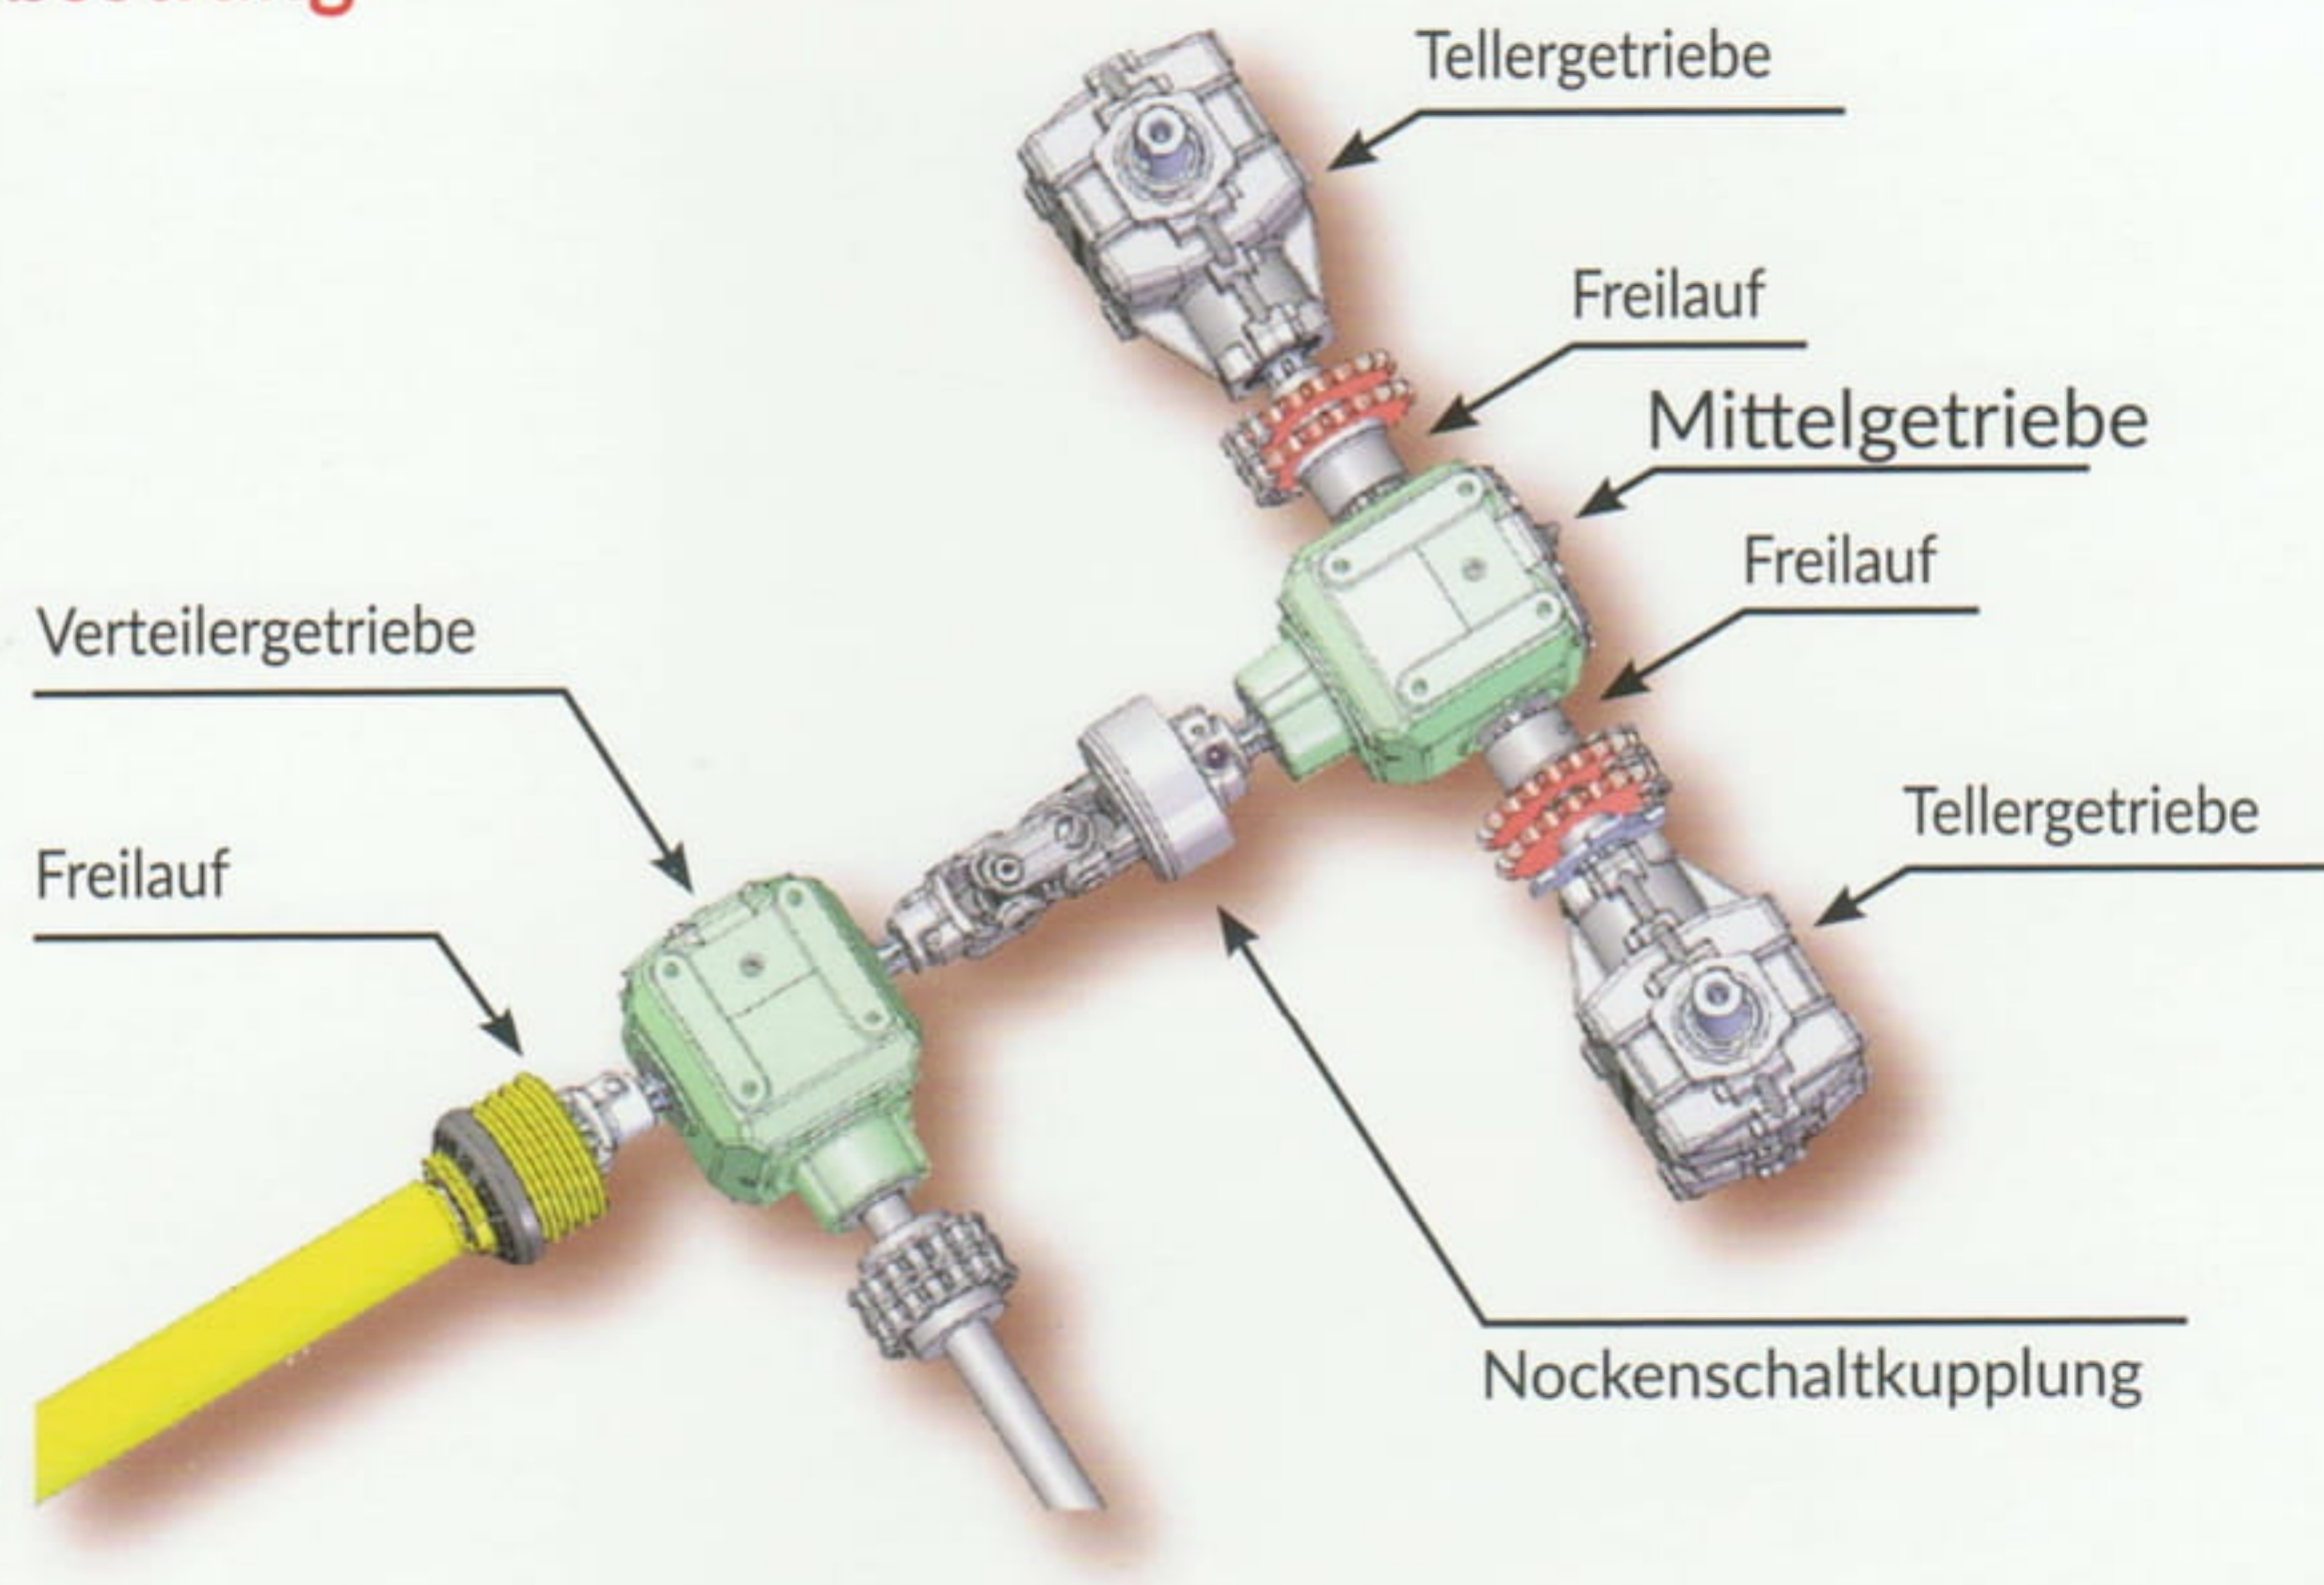 Tellergetriebe
Freilauf
Mittelgetriebe
Freilauf
Verteilergetriebe
Tellergetriebe
Freilauf
Nockenschaltkupplung